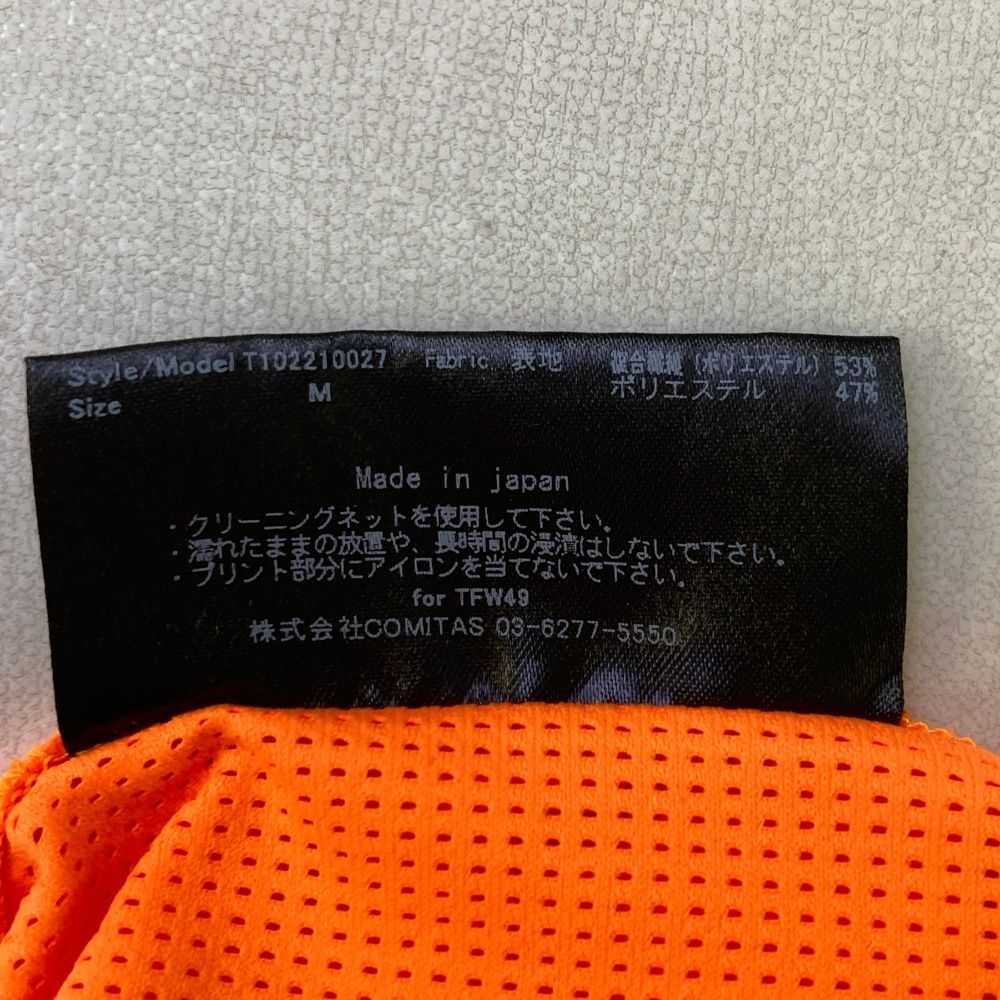 Style/Model T102210027 Fabric 表地 複合繊維 (ポリエステル) 53%
Size M ポリエステル 47%
Made in japan
・クリーニングネットを使用して下さい。
・濡れたままの放置や、長時間の浸漬はしないで下さい。
・プリント部分にアイロンを当てないで下さい。
for TFW49
株式会社COMITAS 03-6277-5550